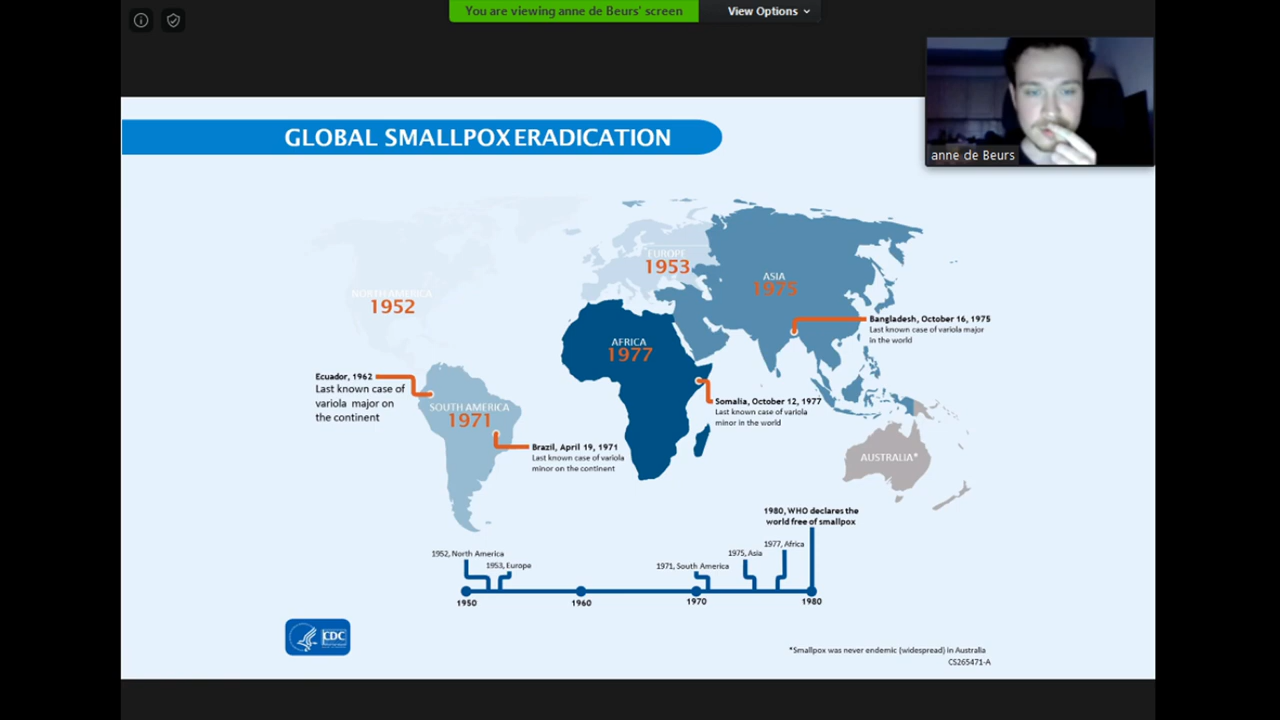 You are viewing anne de Beurs' screen
View Options
anne de Beurs
GLOBAL SMALLPOX ERADICATION
NORTH AMERICA
1952
EUROPE
1953
ASIA
1975
AFRICA
1977
SOUTH AMERICA
1971
AUSTRALIA*
Bangladesh, October 16, 1975
Last known case of variola major
in the world
Ecuador, 1962
Last known case of
variola major on
the continent
Somalia, October 12, 1977
Last known case of variola
minor in the world
Brazil, April 19, 1971
Last known case of variola
minor on the continent
1980, WHO declares the
world free of smallpox
1977, Africa
1952, North America
1975, Asia
1953, Europe
1971, South America
1950
1960
1970
1980
CDC
*Smallpox was never endemic (widespread) in Australia
CS265471-A